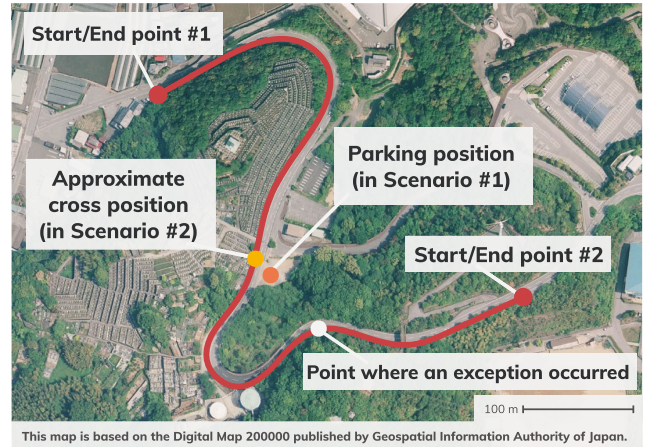 Start/End point #1
Parking position
(in Scenario #1)
Approximate
cross position
(in Scenario #2)
Start/End point #2
Point where an exception occurred
100 m
This map is based on the Digital Map 200000 published by Geospatial Information Authority of Japan.